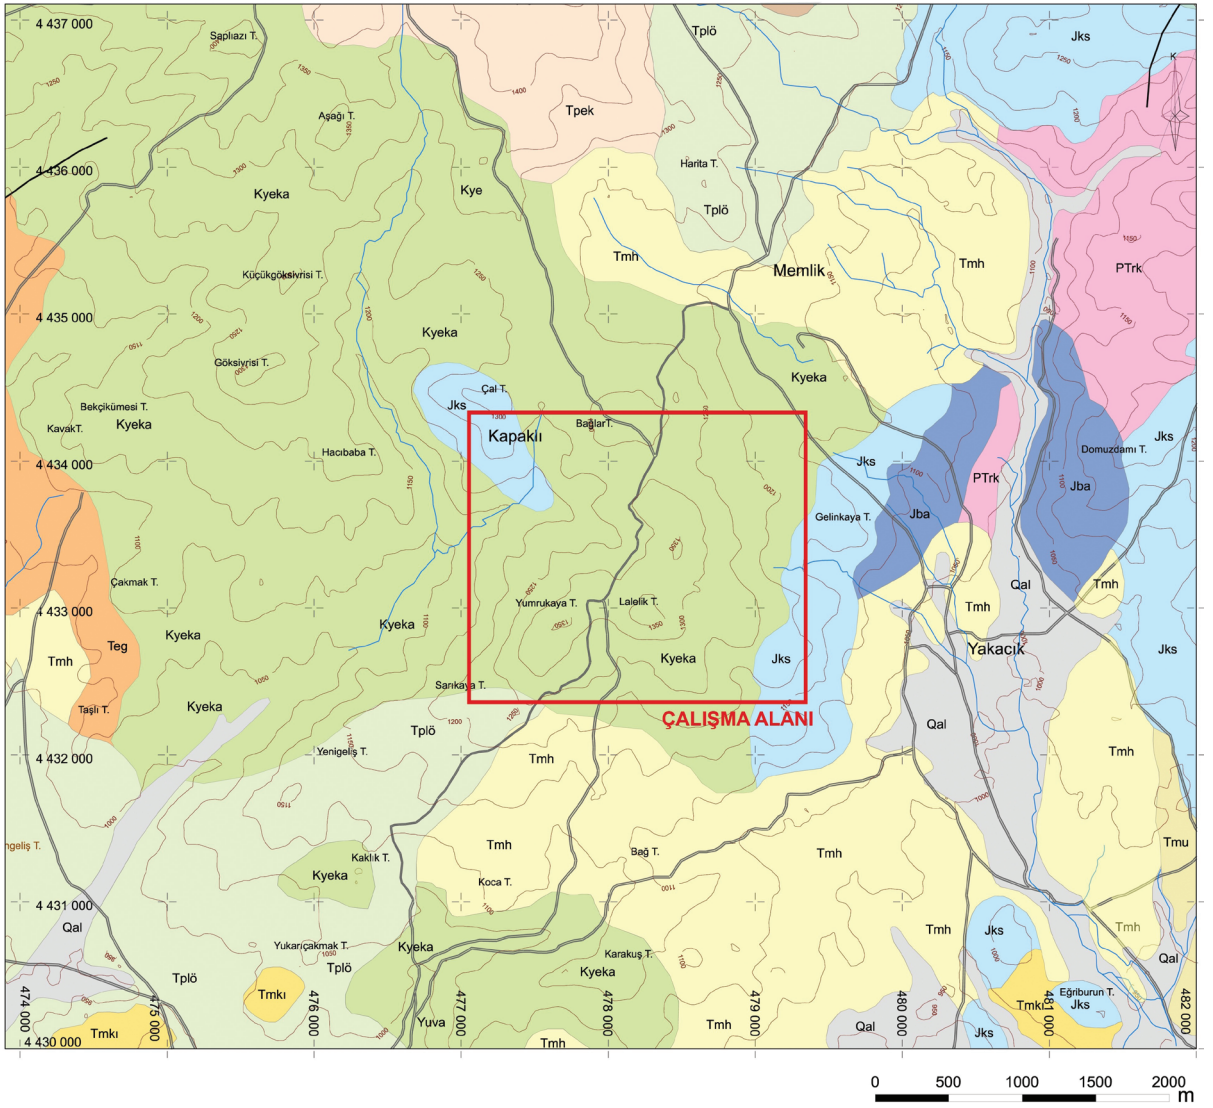 4 437 000
Saplıazı T.
Tplö
Jks
K
Aşağı T.
Tpek
Harita T.
4 436 000
Kyeka
Kye
Tplö
Tmh
Memlik
Tmh
PTrk
Küçükgöksivrisi T.
4 435 000
Kyeka
Göksivrisi T.
Kyeka
Çal T.
Jks
Bekçikümesi T.
Kyeka
KavakT.
Kapaklı
BağlarT.
Jks
Domuzdamı T.
Hacıbaba T.
4 434 000
Jks
PTrk
Jba
Gelinkaya T.
Jba
Çakmak T.
Qal
Tmh
Yumrukaya T.
Lalelik T.
4 433 000
Tmh
Kyeka
Kyeka
Teg
Yakacık
Jks
Tmh
Kyeka
Jks
Sarıkaya T.
Taşlı T.
Kyeka
ÇALIŞMA ALANI
Tplö
Qal
Yenigeliş T.
4 432 000
Tmh
Tmh
Tmh
ngeliş T.
Kaklık T.
Bağ T.
Tmh
Tmu
Kyeka
Koca T.
4 431 000
Qal
Tmh
Jks
Tmh
Yukarıçakmak T.
Kyeka
Karakuş T.
Qal
Tplö
Tplö
Kyeka
Tmkı
Eğriburun T.
Tmkı
Jks
Yuva
Tmh
Qal
Jks
Tmkı
Tmh
4 430 000
474 000
475 000
476 000
477 000
478 000
479 000
480 000
481 000
482 000
0 500 1000 1500 2000 m